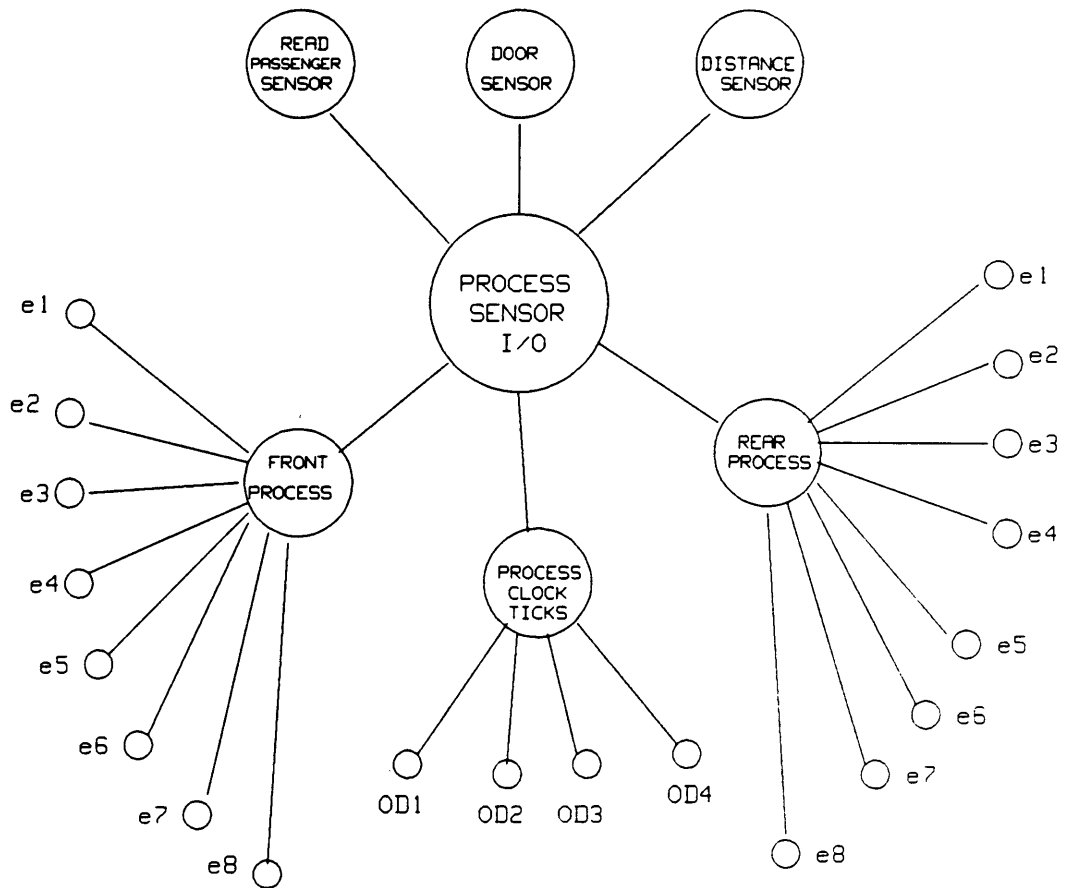 READ
PASSENGER
SENSOR
DOOR
SENSOR
DISTANCE
SENSOR
PROCESS
SENSOR
I/O
e1
e2
e3
e4
e5
e6
e7
e8
FRONT
PROCESS
PROCESS
CLOCK
TICKS
OD1
OD2
OD3
OD4
REAR
PROCESS
e1
e2
e3
e4
e5
e6
e7
e8